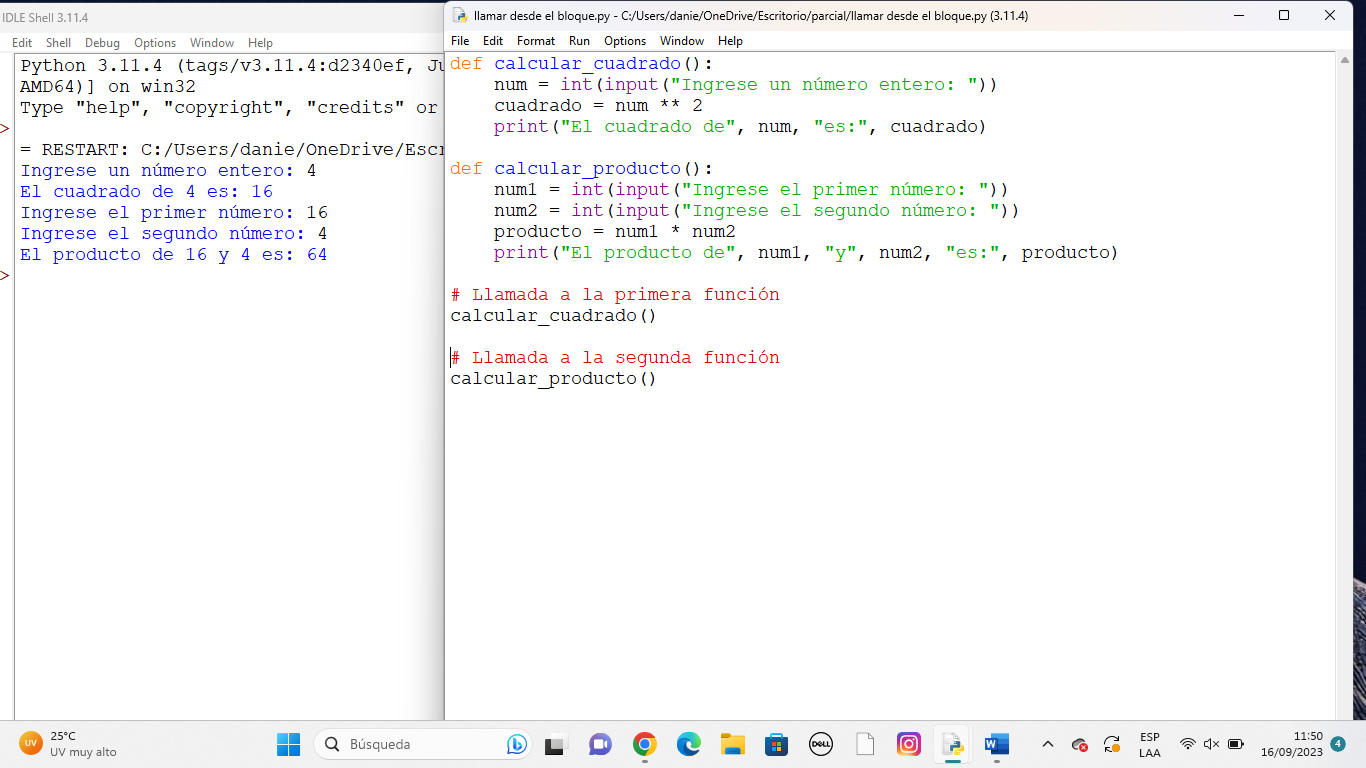 IDLE Shell 3.11.4
Edit Shell Debug Options Window Help
Python 3.11.4 (tags/v3.11.4:d2340ef, Ju
AMD64)] on win32
Type "help", "copyright", "credits" or
>
= RESTART: C:/Users/danie/OneDrive/Escr
Ingrese un número entero: 4
El cuadrado de 4 es: 16
Ingrese el primer número: 16
Ingrese el segundo número: 4
El producto de 16 y 4 es: 64
>
llamar desde el bloque.py - C:/Users/danie/OneDrive/Escritorio/parcial/llamar desde el bloque.py (3.11.4)
File Edit Format Run Options Window Help
def calcular_cuadrado():
    num = int(input("Ingrese un número entero: "))
    cuadrado = num ** 2
    print("El cuadrado de", num, "es:", cuadrado)
def calcular_producto():
    num1 = int(input("Ingrese el primer número: "))
    num2 = int(input("Ingrese el segundo número: "))
    producto = num1 * num2
    print("El producto de", num1, "y", num2, "es:", producto)
# Llamada a la primera función
calcular_cuadrado()
# Llamada a la segunda función
calcular_producto()
UV
25°C
UV muy alto
Búsqueda
DELL
ESP
LAA
11:50
16/09/2023
4